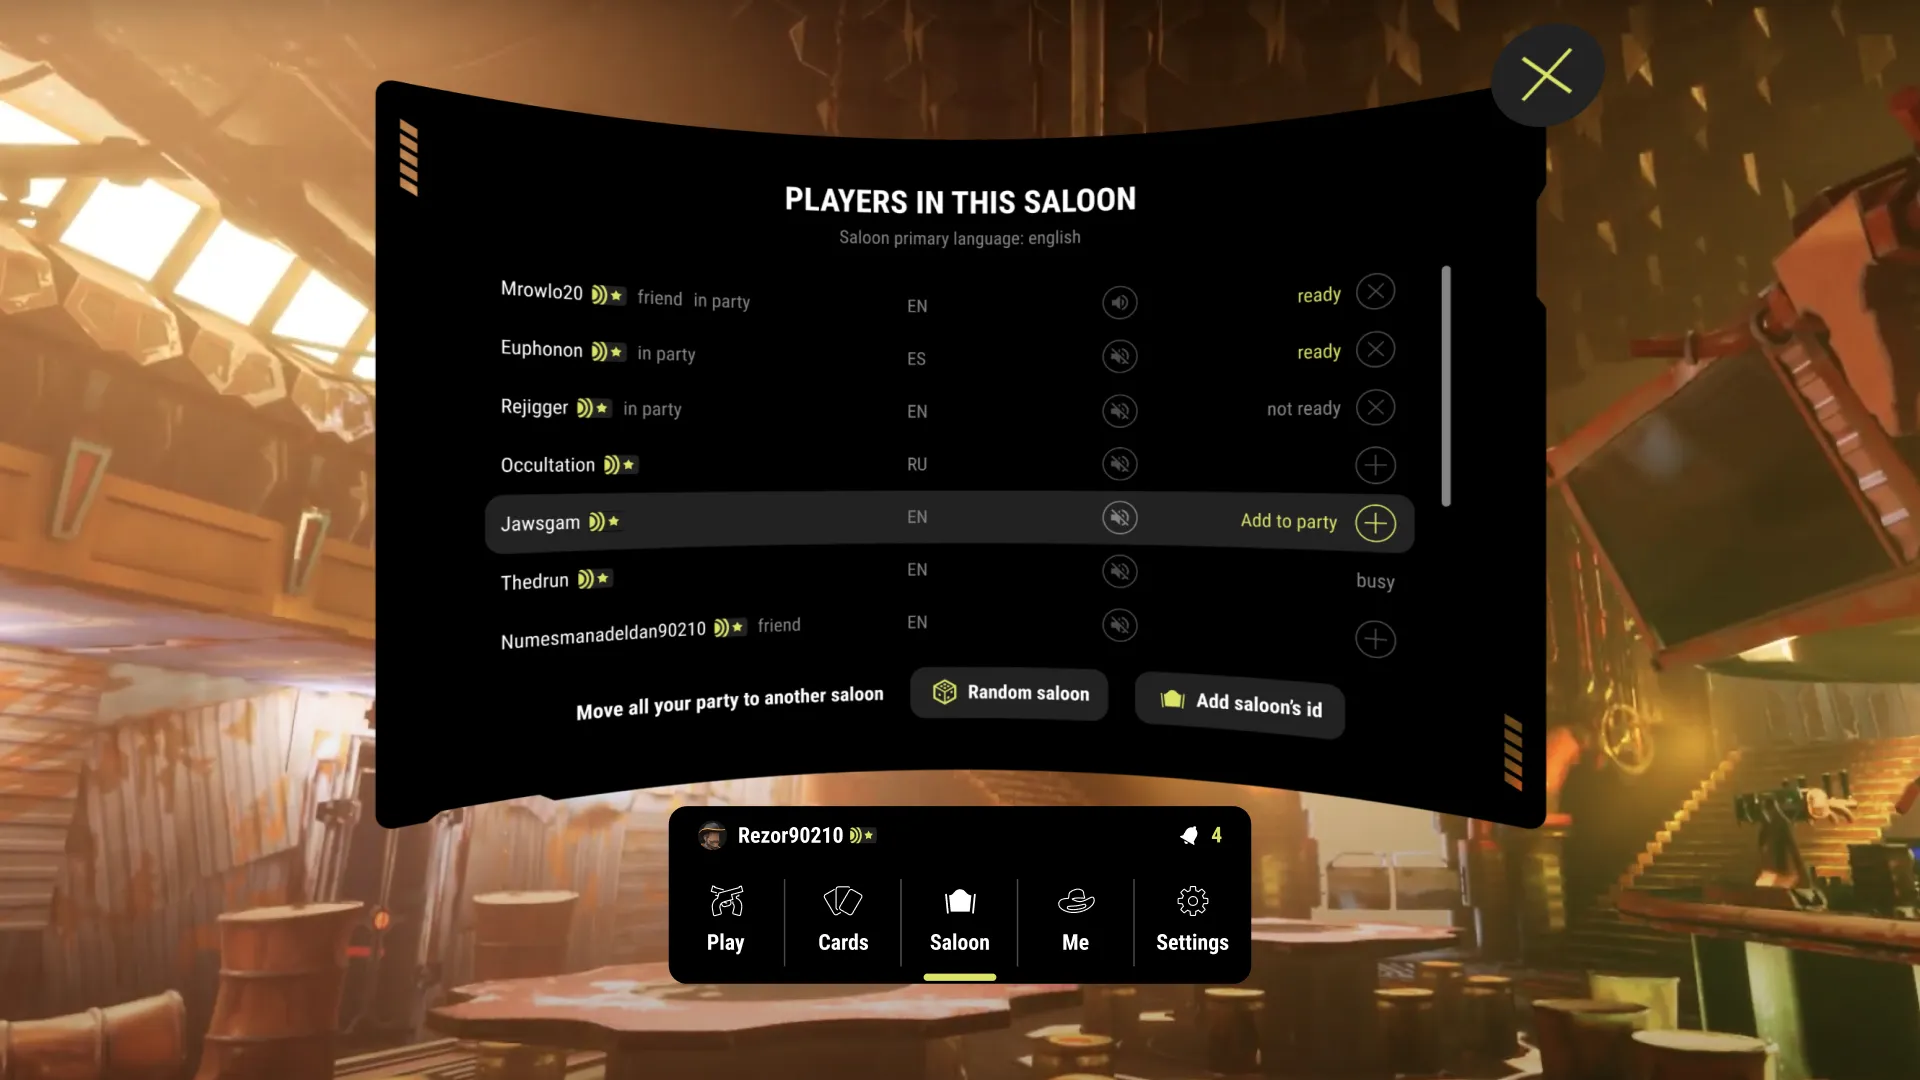 PLAYERS IN THIS SALOON
Saloon primary language: english
Mrowlo20 friend in party EN ready
Euphonon in party ES ready
Rejigger in party EN not ready
Occultation RU
Jawsgam EN Add to party
Thedrun EN busy
Numesmanadeldan90210 friend EN
Move all your party to another saloon Random saloon Add saloon's id
Rezor90210 4
Play Cards Saloon Me Settings